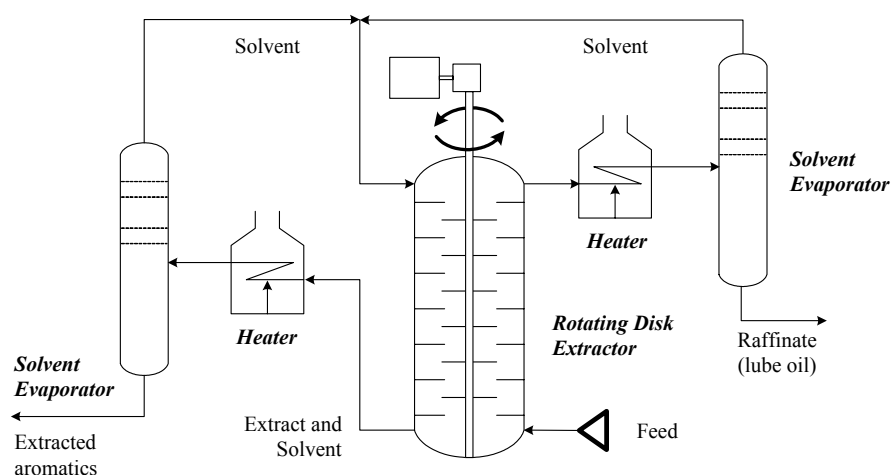 Solvent
Solvent
Solvent
Evaporator
Heater
Heater
Rotating Disk
Extractor
Raffinate
(lube oil)
Solvent
Evaporator
Extract and
Solvent
Feed
Extracted
aromatics